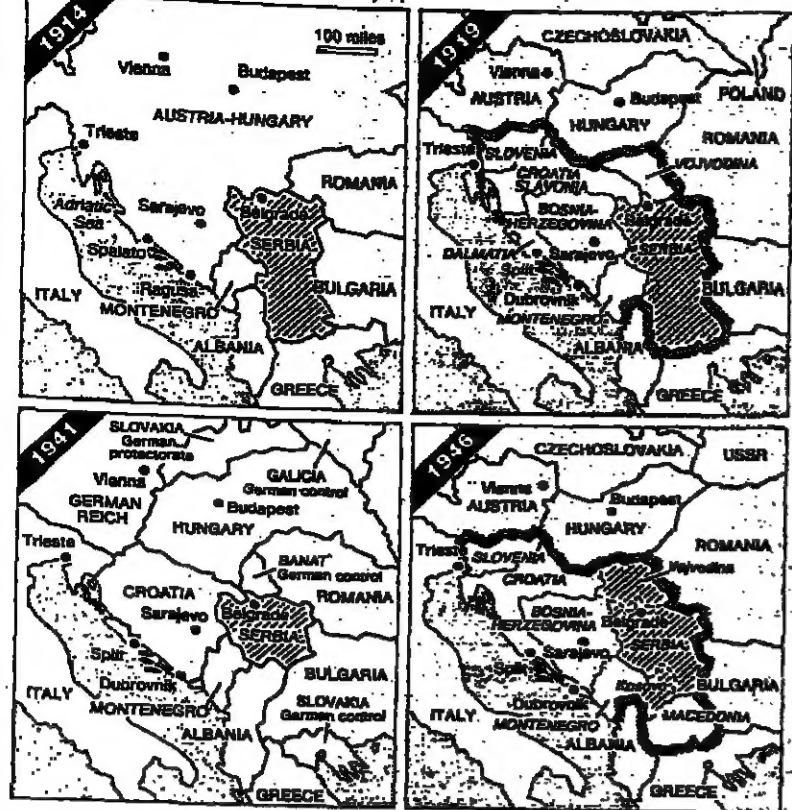 1914
100 miles
Vienna
Budapest
AUSTRIA-HUNGARY
Trieste
ROMANIA
Adriatic
Sea
Sarajevo
Belgrade
SERBIA
Spalato
Ragusa
ITALY
MONTENEGRO
BULGARIA
ALBANIA
GREECE
1919
CZECHOSLOVAKIA
Vienna
AUSTRIA
Budapest
POLAND
HUNGARY
ROMANIA
Trieste
SLOVENIA
VOJVODINA
CROATIA
SLAVONIA
BOSNIA-
HERZEGOVINA
Belgrade
SERBIA
DALMATIA
Sarajevo
Split
BULGARIA
ITALY
Dubrovnik
MONTENEGRO
ALBANIA
GREECE
1941
SLOVAKIA
German
protectorate
Vienna
GALICIA
German control
GERMAN
REICH
Budapest
HUNGARY
Trieste
BANAT
German control
CROATIA
ROMANIA
Sarajevo
Belgrade
SERBIA
Split
BULGARIA
ITALY
Dubrovnik
MONTENEGRO
SLOVAKIA
German control
ALBANIA
GREECE
1946
CZECHOSLOVAKIA
USSR
Vienna
AUSTRIA
Budapest
HUNGARY
ROMANIA
Trieste
SLOVENIA
CROATIA
Vojvodina
BOSNIA-
HERZEGOVINA
Belgrade
SERBIA
Sarajevo
Split
Kosovo
BULGARIA
Dubrovnik
ITALY
MONTENEGRO
MACEDONIA
ALBANIA
GREECE